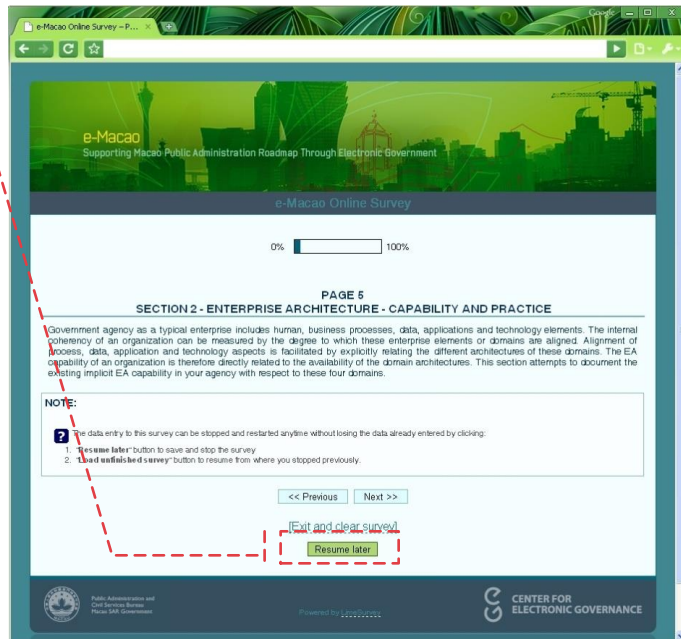 Google
e-Macao Online Survey – P...
e-Macao
Supporting Macao Public Administration Roadmap Through Electronic Government
e-Macao Online Survey
0% 100%
PAGE 5
SECTION 2 - ENTERPRISE ARCHITECTURE - CAPABILITY AND PRACTICE
Government agency as a typical enterprise includes human, business processes, data, applications and technology elements. The internal
coherency of an organization can be measured by the degree to which these enterprise elements or domains are aligned. Alignment of
process, data, application and technology aspects is facilitated by explicitly relating the different architectures of these domains. The EA
capability of an organization is therefore directly related to the availability of the domain architectures. This section attempts to document the
existing implicit EA capability in your agency with respect to these four domains.
NOTE:
? The data entry to this survey can be stopped and restarted anytime without losing the data already entered by clicking:
1. "Resume later" button to save and stop the survey
2. "Load unfinished survey" button to resume from where you stopped previously.
<< Previous Next >>
[Exit and clear survey]
Resume later
Public Administration and
Civil Services Bureau
Macao SAR Government
Powered by LimeSurvey
CENTER FOR
ELECTRONIC GOVERNANCE